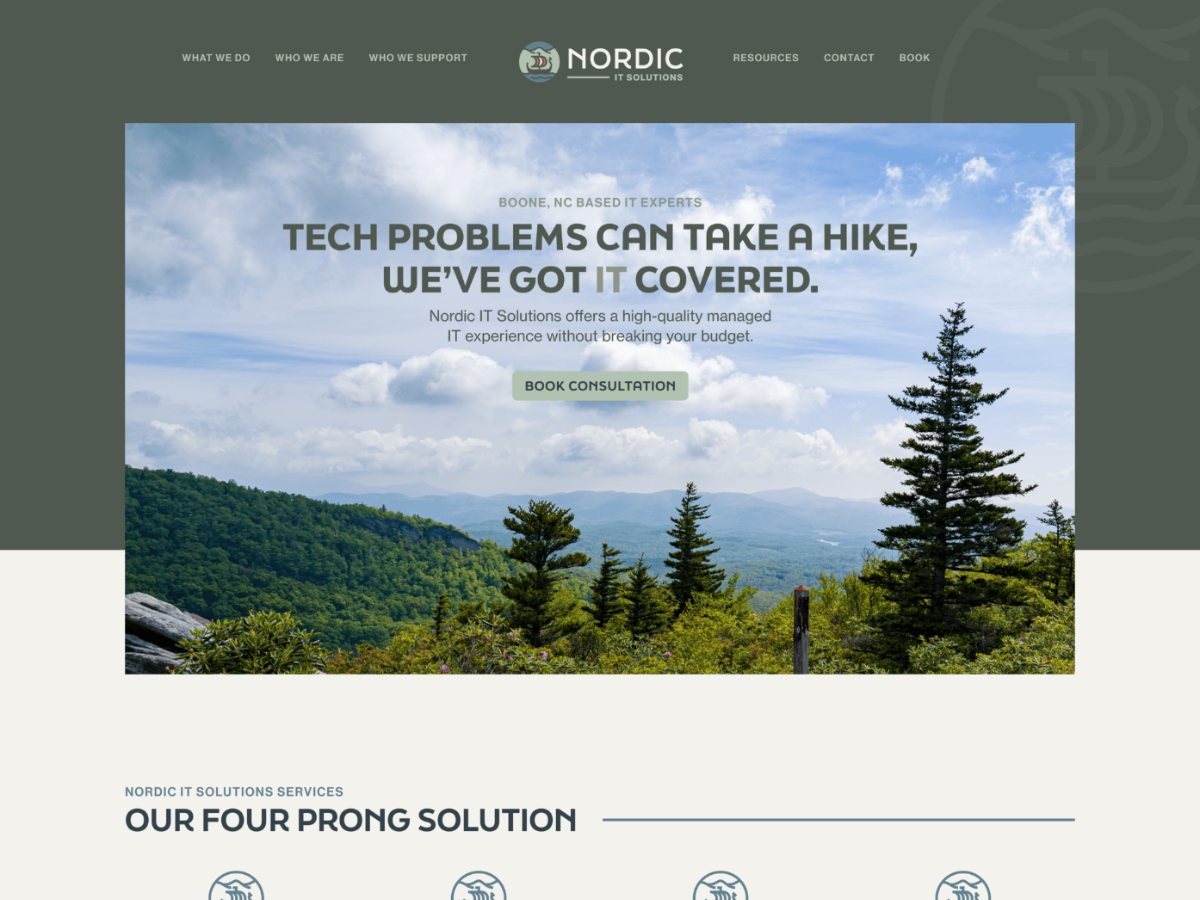 WHAT WE DO
WHO WE ARE
WHO WE SUPPORT
NORDIC
IT SOLUTIONS
RESOURCES
CONTACT
BOOK
BOONE, NC BASED IT EXPERTS
TECH PROBLEMS CAN TAKE A HIKE,
WE'VE GOT IT COVERED.
Nordic IT Solutions offers a high-quality managed
IT experience without breaking your budget.
BOOK CONSULTATION
NORDIC IT SOLUTIONS SERVICES
OUR FOUR PRONG SOLUTION